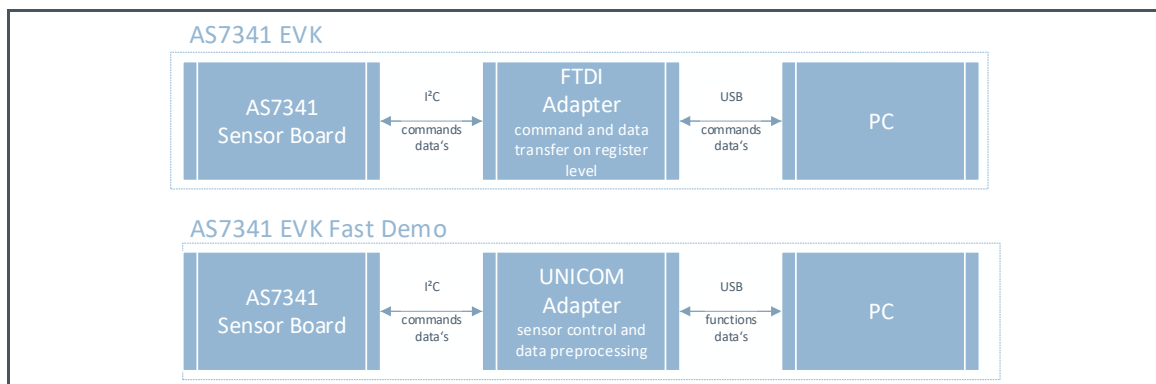 AS7341 EVK
AS7341
Sensor Board
I²C
commands
data's
FTDI
Adapter
command and data
transfer on register
level
USB
commands
data's
PC
AS7341 EVK Fast Demo
AS7341
Sensor Board
I²C
commands
data's
UNICOM
Adapter
sensor control and
data preprocessing
USB
functions
data's
PC